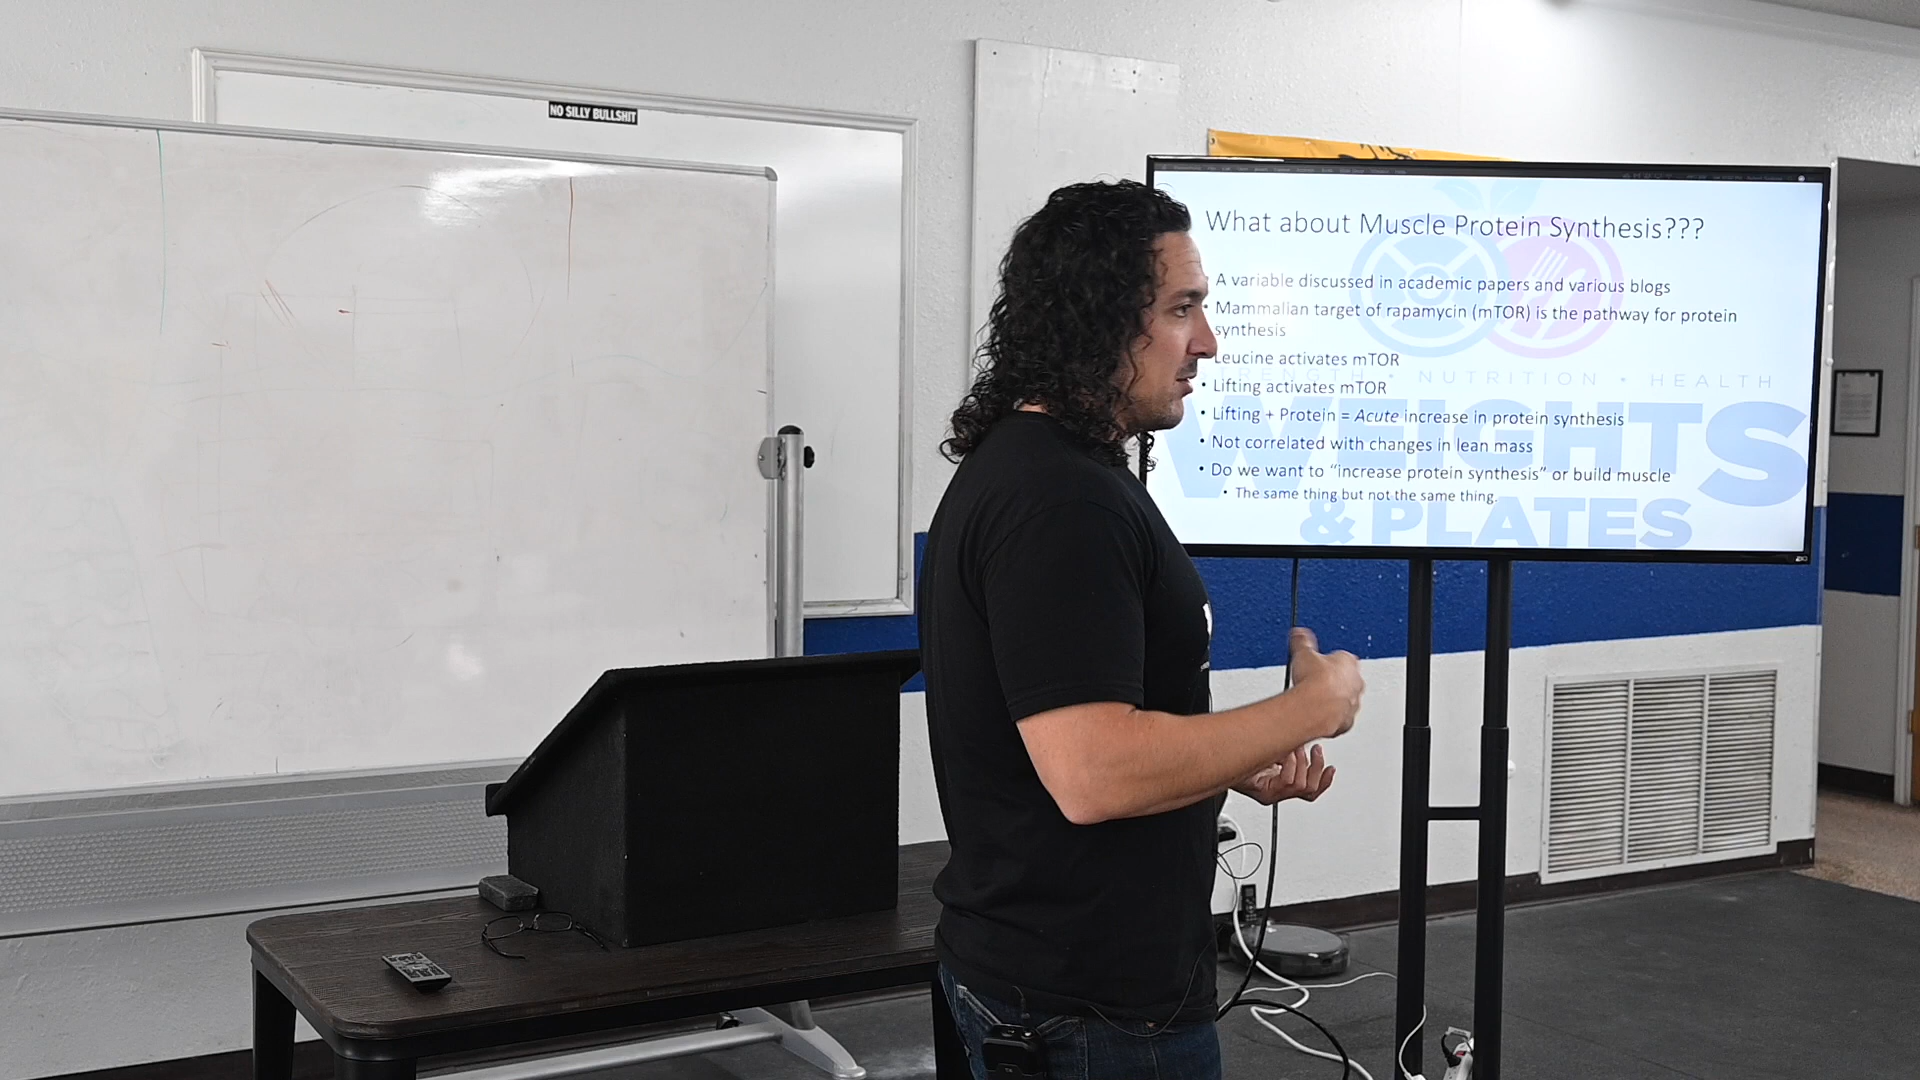 NO SILLY BULLSHIT
What about Muscle Protein Synthesis???
• A variable discussed in academic papers and various blogs
• Mammalian target of rapamycin (mTOR) is the pathway for protein
synthesis
• Leucine activates mTOR
STRENGTH • NUTRITION • HEALTH
• Lifting activates mTOR
• Lifting + Protein = Acute increase in protein synthesis
• Not correlated with changes in lean mass
• Do we want to “increase protein synthesis” or build muscle
• The same thing but not the same thing.
WEIGHTS
& PLATES